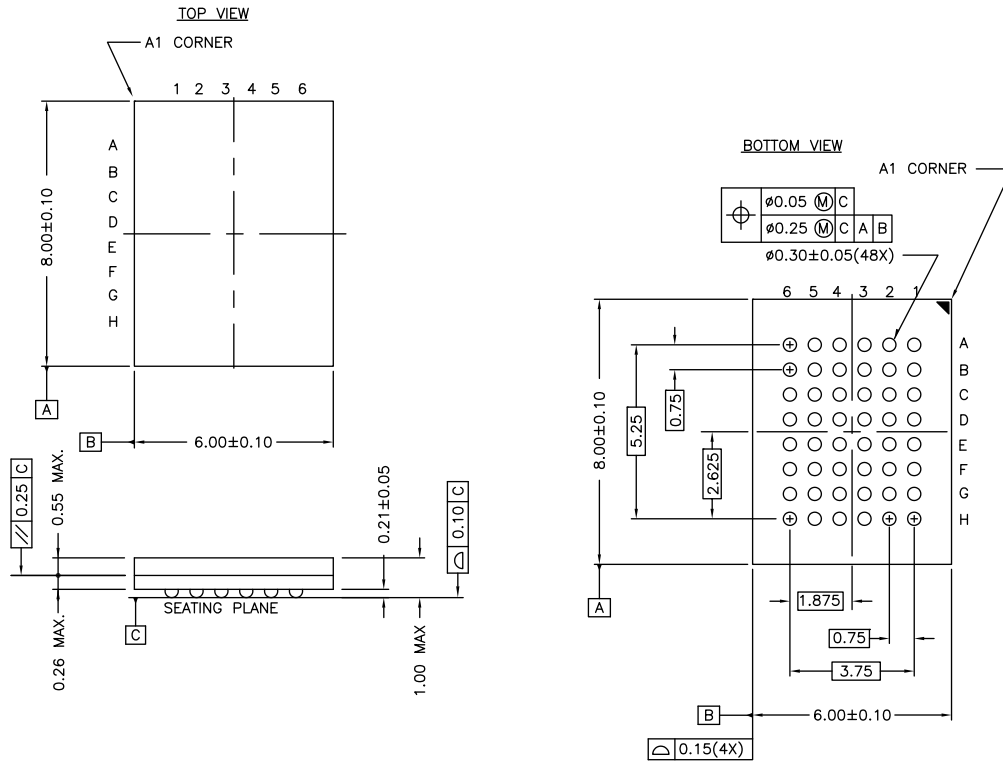 TOP VIEW
A1 CORNER
1 2 3 4 5 6
A
B
C
D
E
F
G
H
8.00±0.10
A
B
6.00±0.10
// 0.25 C
0.55 MAX.
0.21±0.05
⌓ 0.10 C
SEATING PLANE
C
0.26 MAX.
1.00 MAX
BOTTOM VIEW
A1 CORNER
⌖ ø0.05 Ⓜ C
ø0.25 Ⓜ C A B
ø0.30±0.05(48X)
6 5 4 3 2 1
A
B
C
D
E
F
G
H
8.00±0.10
5.25
0.75
2.625
A
1.875
0.75
3.75
B
6.00±0.10
⌓ 0.15(4X)